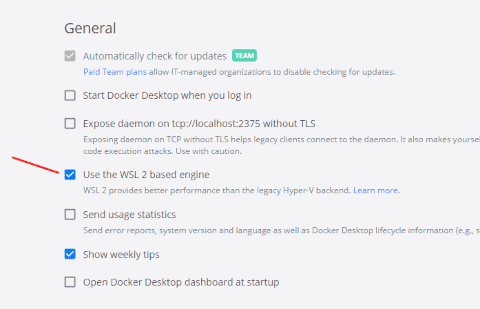 General
Automatically check for updates TEAM
Paid Team plans allow IT-managed organizations to disable checking for updates.
Start Docker Desktop when you log in
Expose daemon on tcp://localhost:2375 without TLS
Exposing daemon on TCP without TLS helps legacy clients connect to the daemon. It also makes yourse
code execution attacks. Use with caution.
Use the WSL 2 based engine
WSL 2 provides better performance than the legacy Hyper-V backend. Learn more.
Send usage statistics
Send error reports, system version and language as well as Docker Desktop lifecycle information (e.g., s
Show weekly tips
Open Docker Desktop dashboard at startup